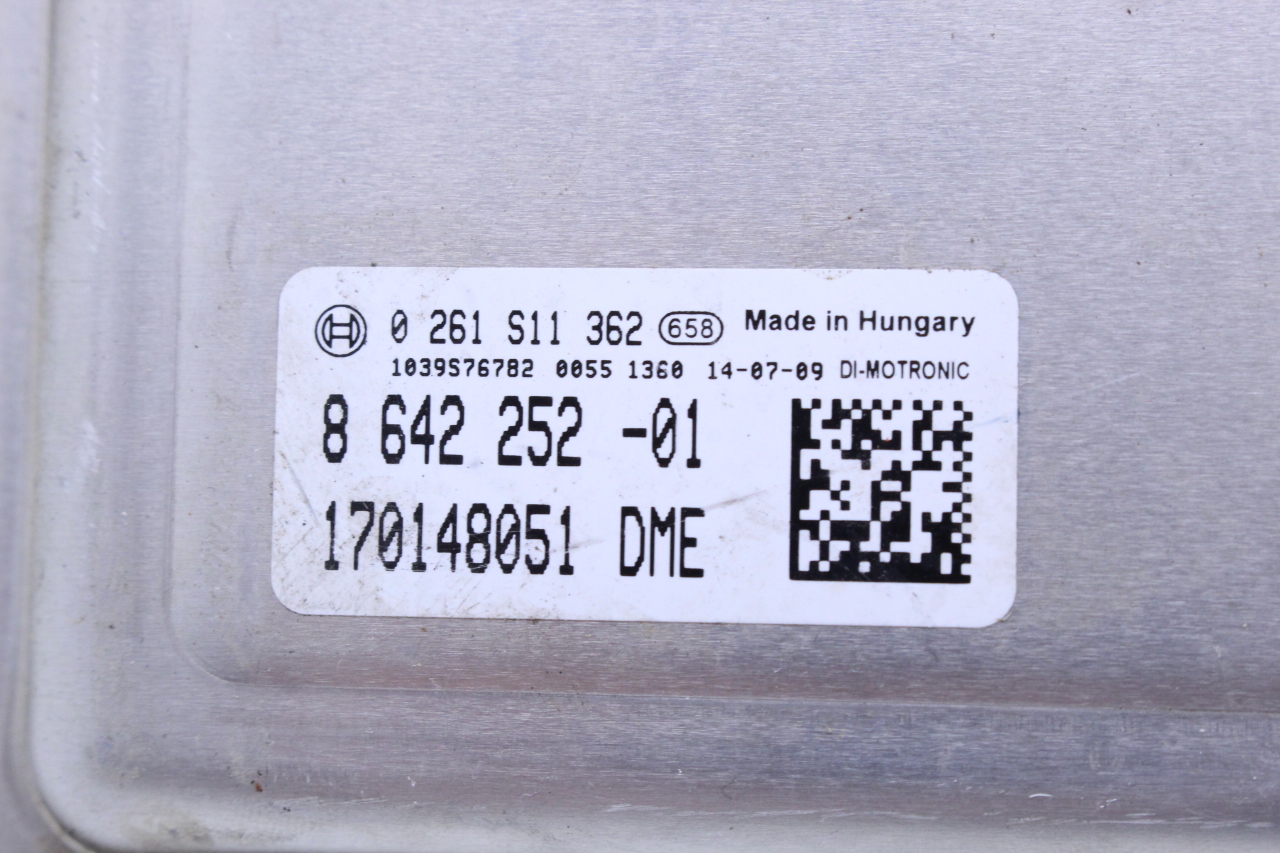 0 261 S11 362 658 Made in Hungary
1039S76782 0055 1360 14-07-09 DI-MOTRONIC
8 642 252 -01
170148051 DME